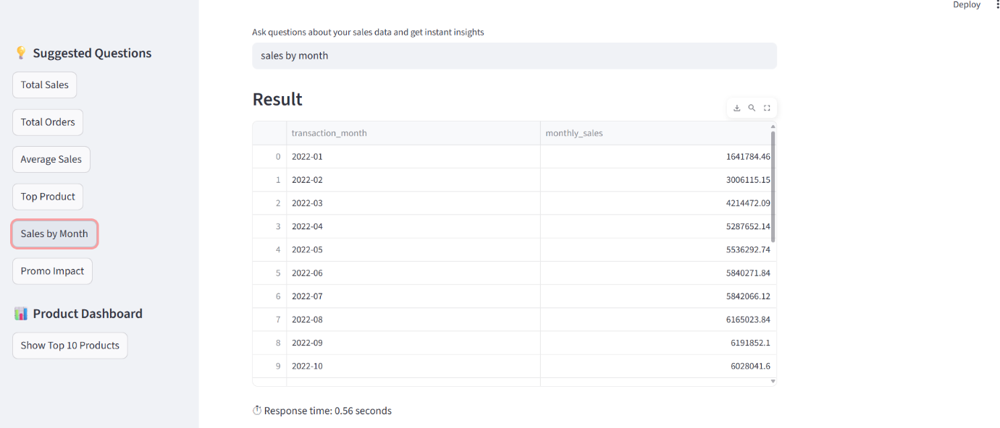 Deploy
💡 Suggested Questions
Total Sales
Total Orders
Average Sales
Top Product
Sales by Month
Promo Impact
📊 Product Dashboard
Show Top 10 Products
Ask questions about your sales data and get instant insights
sales by month
Result
transaction_month monthly_sales
0 2022-01 1641784.46
1 2022-02 3006115.15
2 2022-03 4214472.09
3 2022-04 5287652.14
4 2022-05 5536292.74
5 2022-06 5840271.84
6 2022-07 5842066.12
7 2022-08 6165023.84
8 2022-09 6191852.1
9 2022-10 6028041.6
⏱ Response time: 0.56 seconds